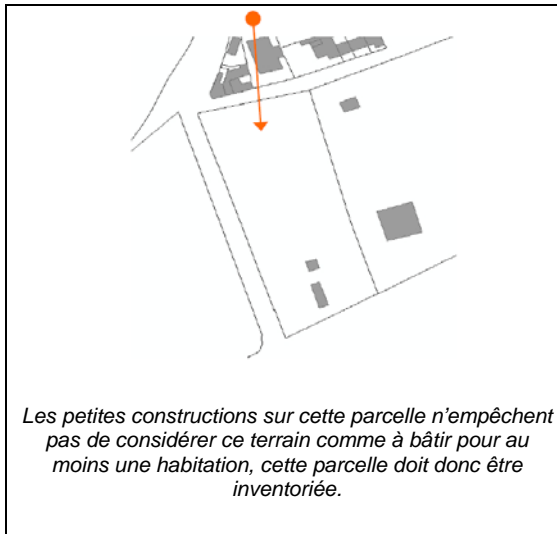 Les petites constructions sur cette parcelle n'empêchent
pas de considérer ce terrain comme à bâtir pour au
moins une habitation, cette parcelle doit donc être
inventoriée.